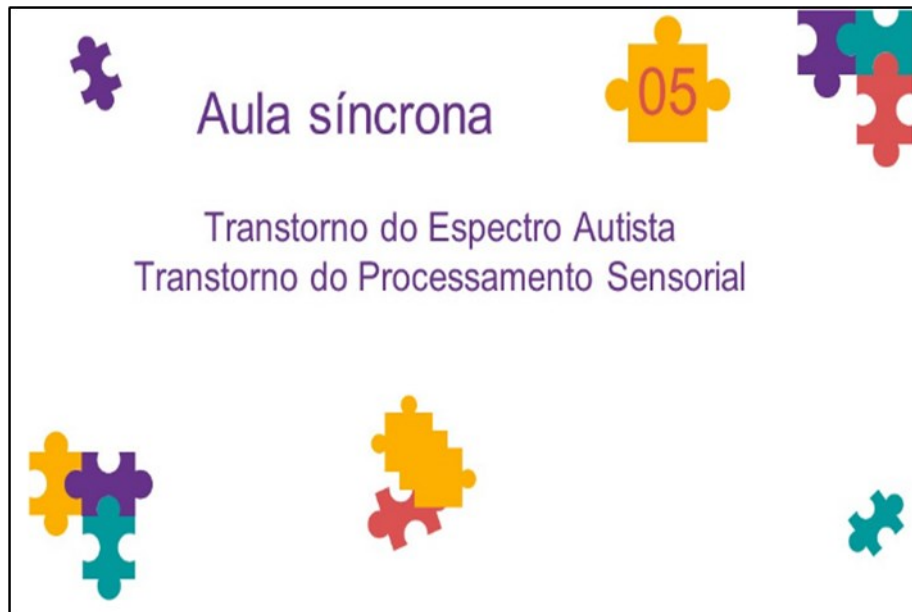 Aula síncrona
05
Transtorno do Espectro Autista
Transtorno do Processamento Sensorial